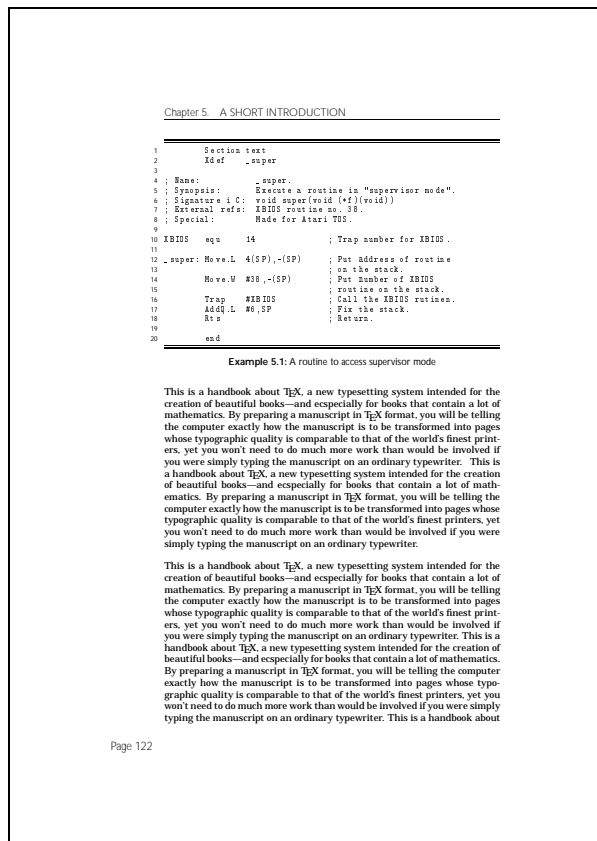 Chapter 5. A SHORT INTRODUCTION
1 Section text
2 Xdef _super
3
4 ; Name: _super.
5 ; Synopsis: Execute a routine in "supervisor mode".
6 ; Signature i C: void super(void (*f)(void))
7 ; External refs: XBIOS routine no. 38.
8 ; Special: Made for Atari TOS.
9
10 XBIOS equ 14 ; Trap number for XBIOS.
11
12 _super: Move.L 4(SP),-(SP) ; Put address of routine
13 ; on the stack.
14 Move.W #38,-(SP) ; Put number of XBIOS
15 ; routine on the stack.
16 Trap #XBIOS ; Call the XBIOS rutinen.
17 AddQ.L #6,SP ; Fix the stack.
18 Rts ; Return.
19
20 end
Example 5.1: A routine to access supervisor mode
This is a handbook about TEX, a new typesetting system intended for the
creation of beautiful books—and ecspecially for books that contain a lot of
mathematics. By preparing a manuscript in TEX format, you will be telling
the computer exactly how the manuscript is to be transformed into pages
whose typographic quality is comparable to that of the world's finest print-
ers, yet you won't need to do much more work than would be involved if
you were simply typing the manuscript on an ordinary typewriter. This is
a handbook about TEX, a new typesetting system intended for the creation
of beautiful books—and ecspecially for books that contain a lot of math-
ematics. By preparing a manuscript in TEX format, you will be telling the
computer exactly how the manuscript is to be transformed into pages whose
typographic quality is comparable to that of the world's finest printers, yet
you won't need to do much more work than would be involved if you were
simply typing the manuscript on an ordinary typewriter.
This is a handbook about TEX, a new typesetting system intended for the
creation of beautiful books—and ecspecially for books that contain a lot of
mathematics. By preparing a manuscript in TEX format, you will be telling
the computer exactly how the manuscript is to be transformed into pages
whose typographic quality is comparable to that of the world's finest print-
ers, yet you won't need to do much more work than would be involved if
you were simply typing the manuscript on an ordinary typewriter. This is a
handbook about TEX, a new typesetting system intended for the creation of
beautiful books—and ecspecially for books that contain a lot of mathematics.
By preparing a manuscript in TEX format, you will be telling the computer
exactly how the manuscript is to be transformed into pages whose typo-
graphic quality is comparable to that of the world's finest printers, yet you
won't need to do much more work than would be involved if you were simply
typing the manuscript on an ordinary typewriter. This is a handbook about
Page 122